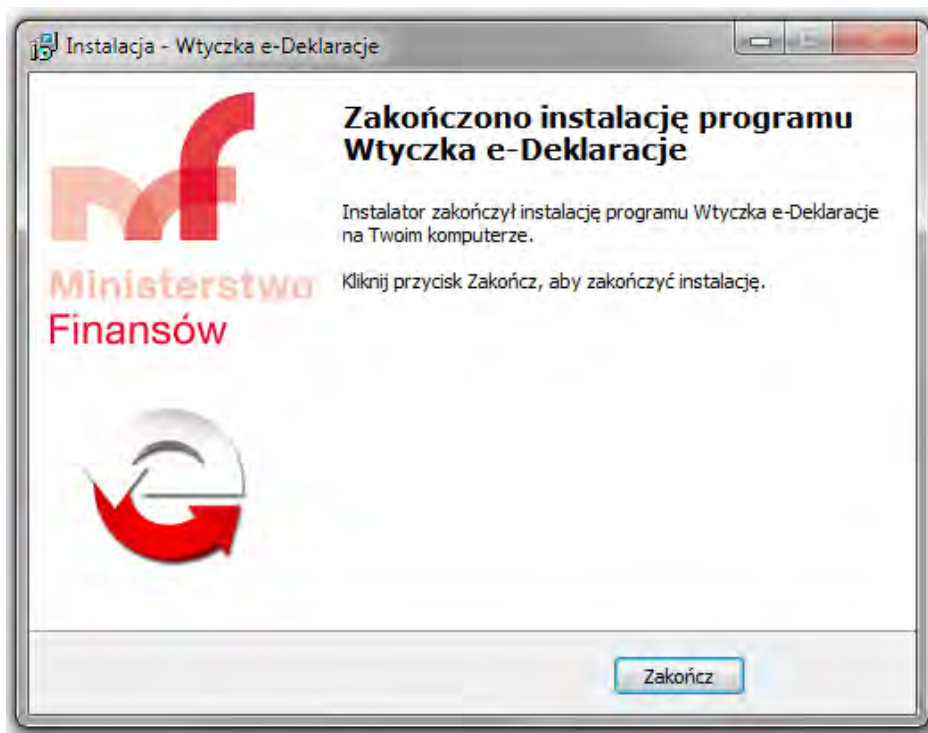 Instalacja - Wtyczka e-Deklaracje
Zakończono instalację programu
Wtyczka e-Deklaracje
Instalator zakończył instalację programu Wtyczka e-Deklaracje
na Twoim komputerze.
Kliknij przycisk Zakończ, aby zakończyć instalację.
Ministerstwo
Finansów
Zakończ